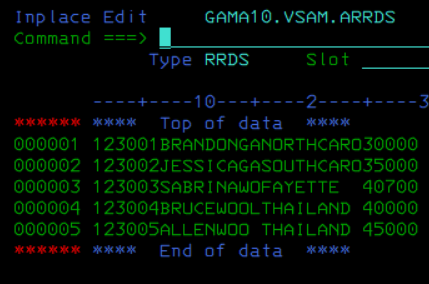 Inplace Edit GAMA10.VSAM.ARRDS
Command ===>
Type RRDS Slot
----+----10---+----2----+----3
****** **** Top of data ****
000001 123001BRANDONGANORTHCARO30000
000002 123002JESSICAGASOUTHCARO35000
000003 123003SABRINAWOFAYETTE 40700
000004 123004BRUCEWOOLTHAILAND 40000
000005 123005ALLENWOO THAILAND 45000
****** **** End of data ****